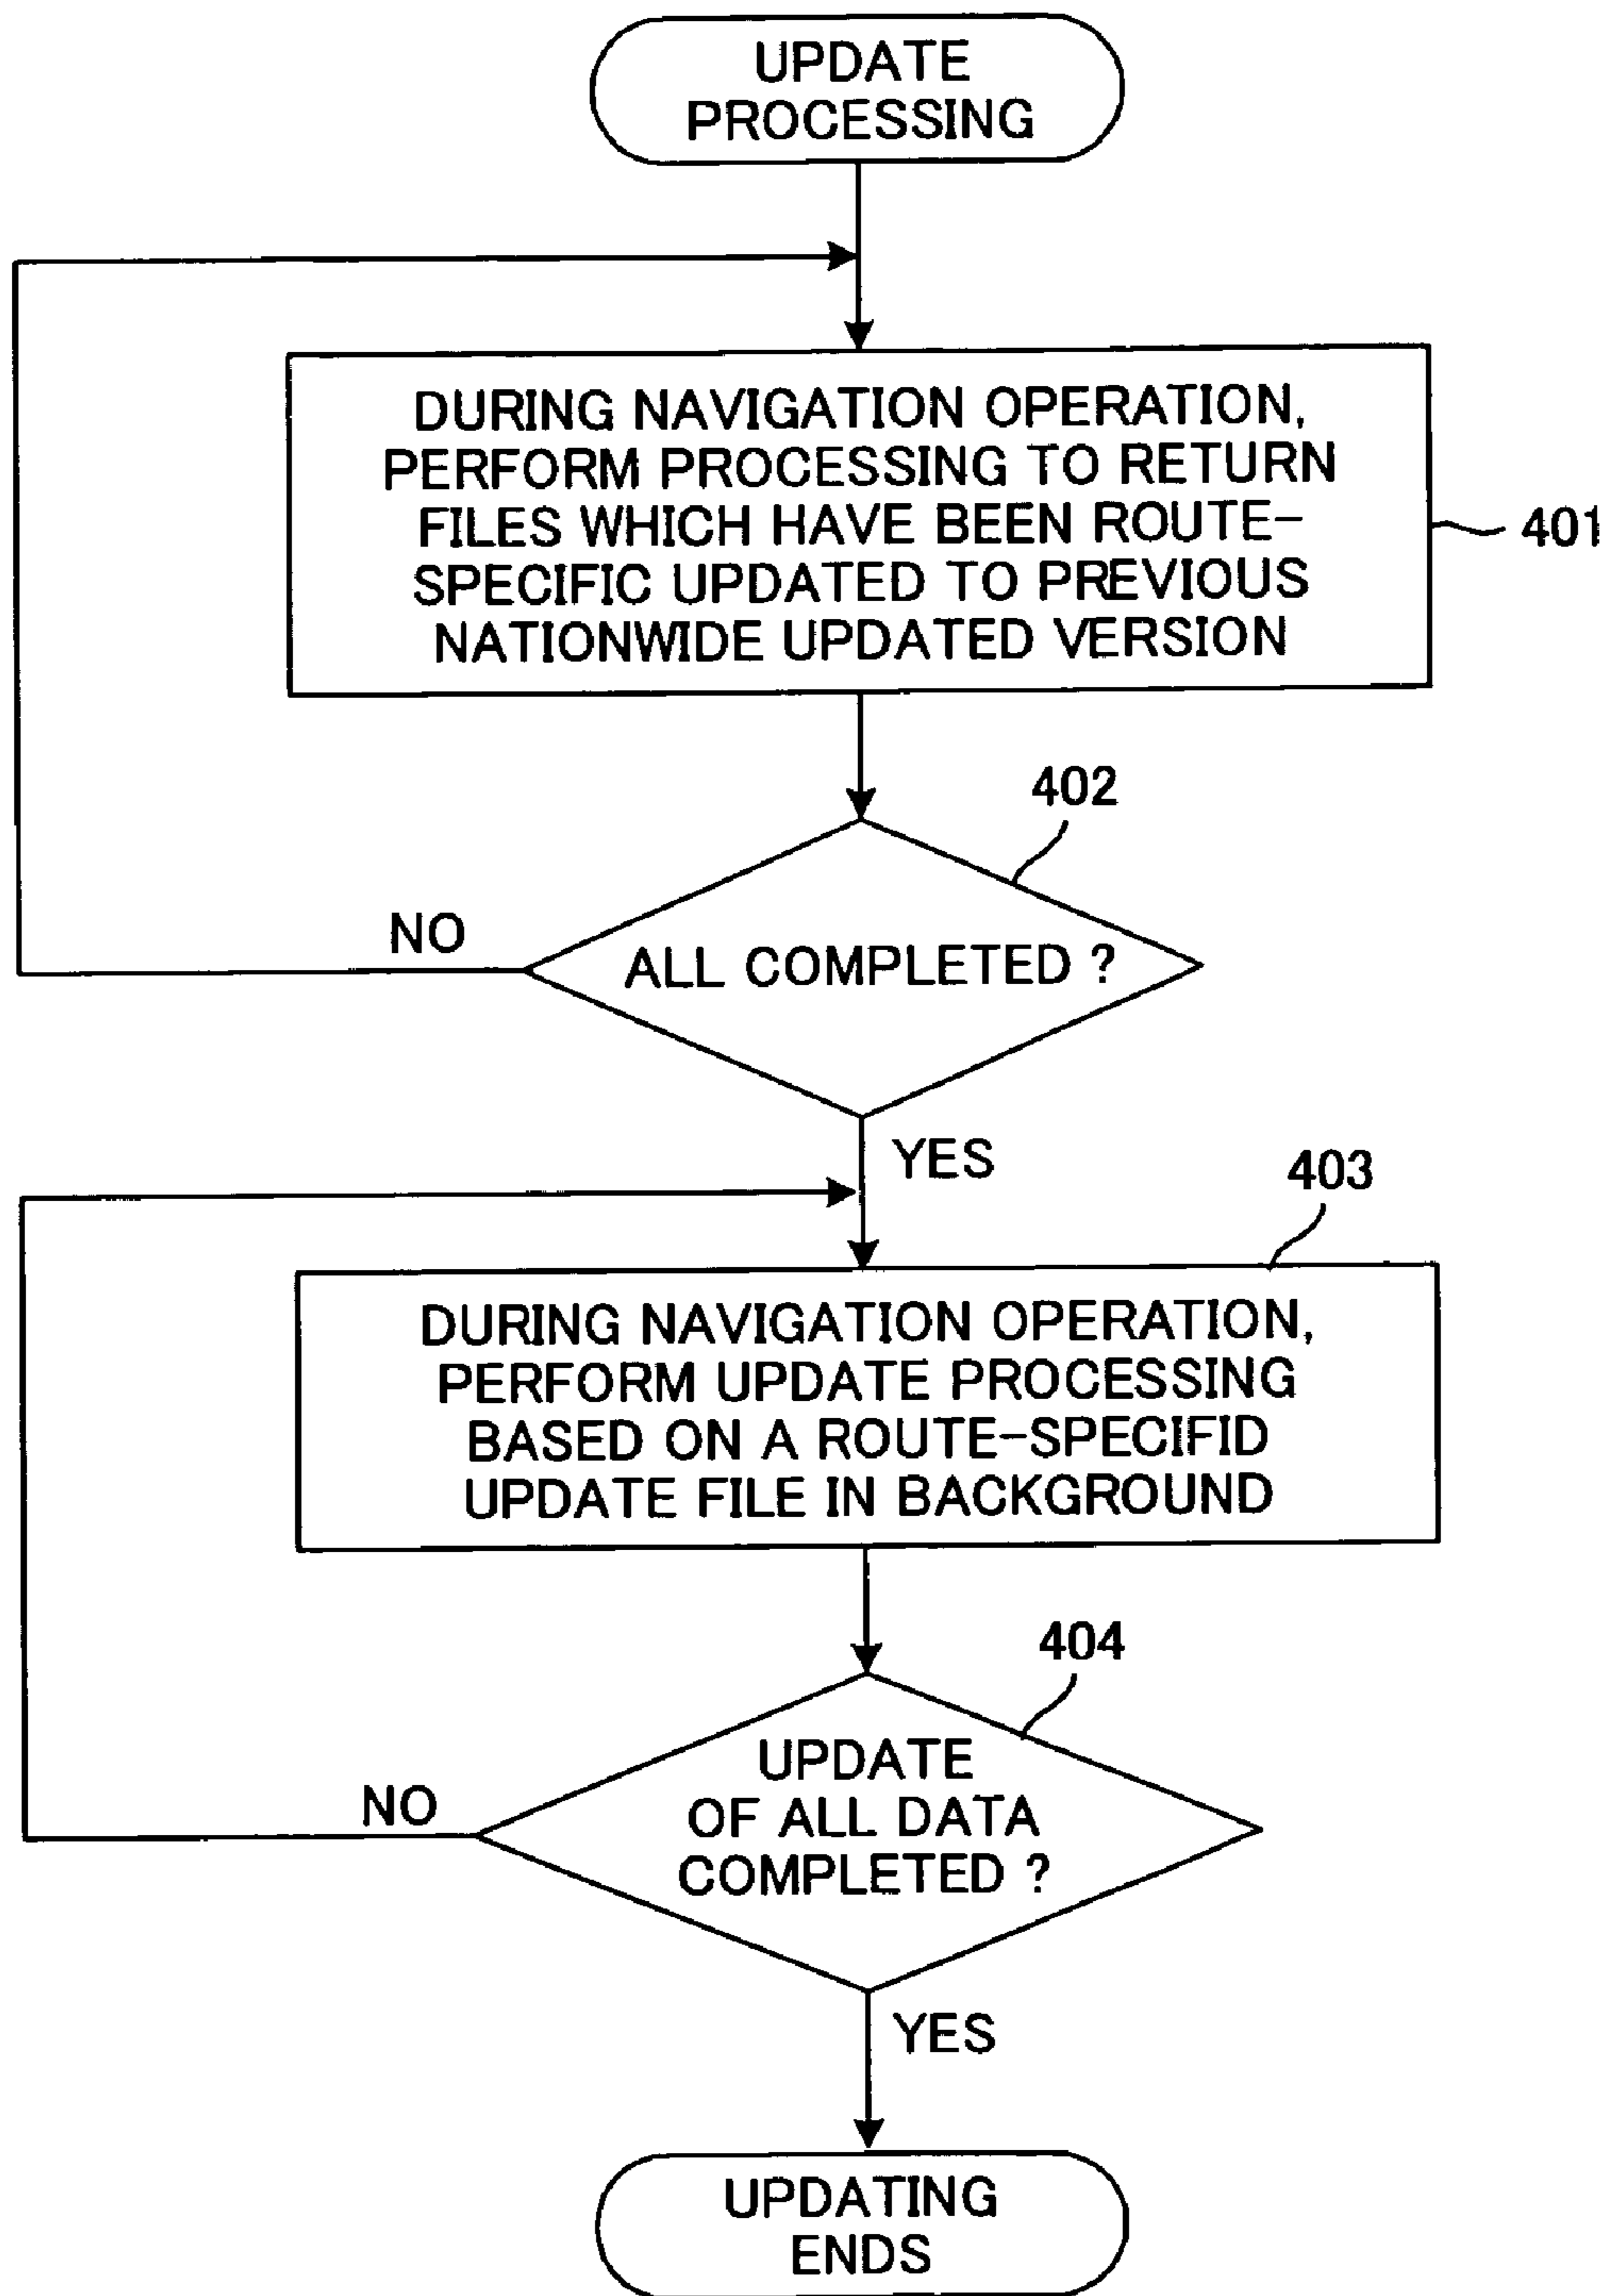 UPDATE
PROCESSING
DURING NAVIGATION OPERATION,
PERFORM PROCESSING TO RETURN
FILES WHICH HAVE BEEN ROUTE-
SPECIFIC UPDATED TO PREVIOUS
NATIONWIDE UPDATED VERSION
401
402
NO
ALL COMPLETED ?
YES
403
DURING NAVIGATION OPERATION,
PERFORM UPDATE PROCESSING
BASED ON A ROUTE-SPECIFID
UPDATE FILE IN BACKGROUND
404
NO
UPDATE
OF ALL DATA
COMPLETED ?
YES
UPDATING
ENDS